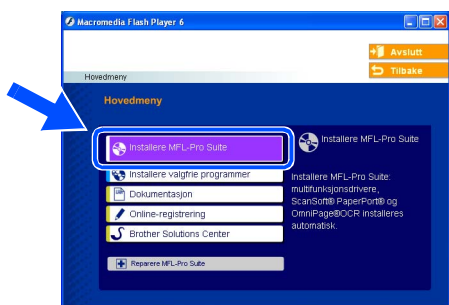 Macromedia Flash Player 6
Avslutt
Tilbake
Hovedmeny
Hovedmeny
Installere MFL-Pro Suite
Installere valgfrie programmer
Dokumentasjon
Online-registrering
Brother Solutions Center
Reparere MFL-Pro Suite
Installere MFL-Pro Suite
Installere MFL-Pro Suite:
multifunksjonsdrivere,
ScanSoft® PaperPort® og
OmniPage®OCR installeres
automatisk.